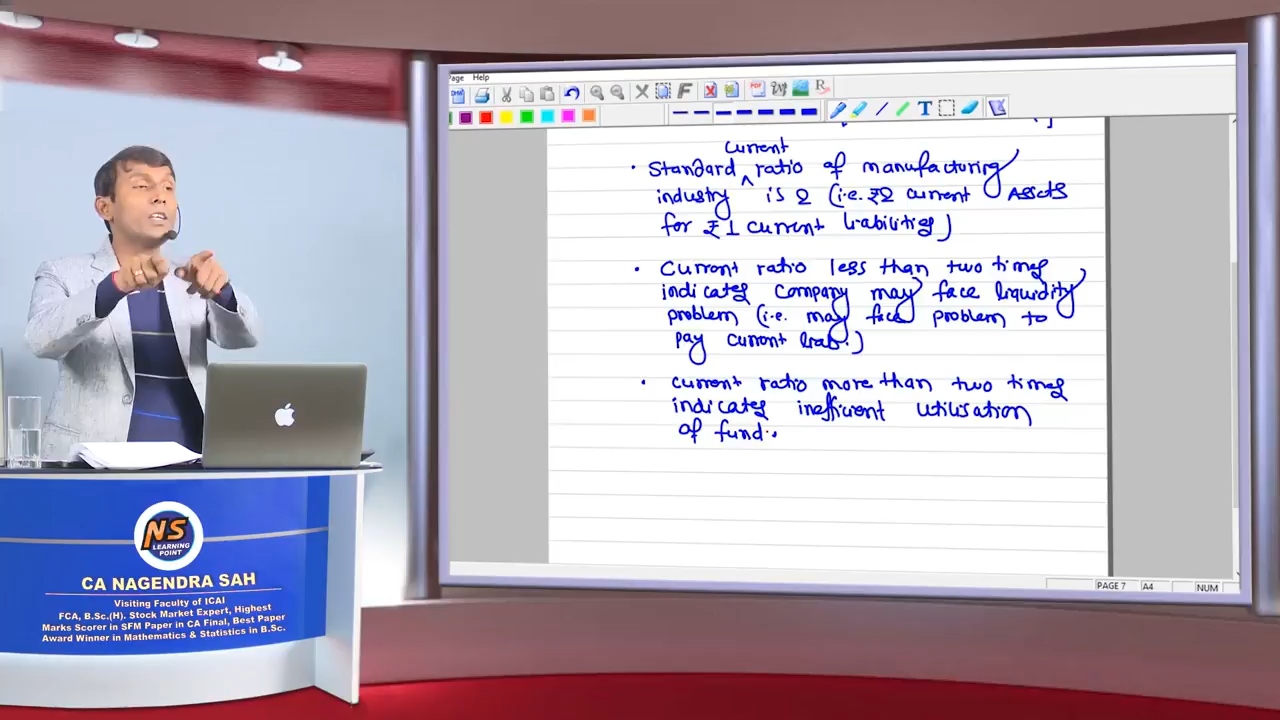 Page Help
Current
• Standard ^ ratio of manufacturing
industry is 2 (i.e. ₹2 current Assets
for ₹1 current liabilities)
• Current ratio less than two times
indicates company may face liquidity
problem (i.e. may face problem to
pay current liab.)
• Current ratio more than two times
indicates inefficient utilisation
of fund.
PAGE 7 A4 NUM
NS
LEARNING
POINT
CA NAGENDRA SAH
Visiting Faculty of ICAI
FCA, B.Sc.(H). Stock Market Expert, Highest
Marks Scorer in SFM Paper in CA Final, Best Paper
Award Winner in Mathematics & Statistics in B.Sc.